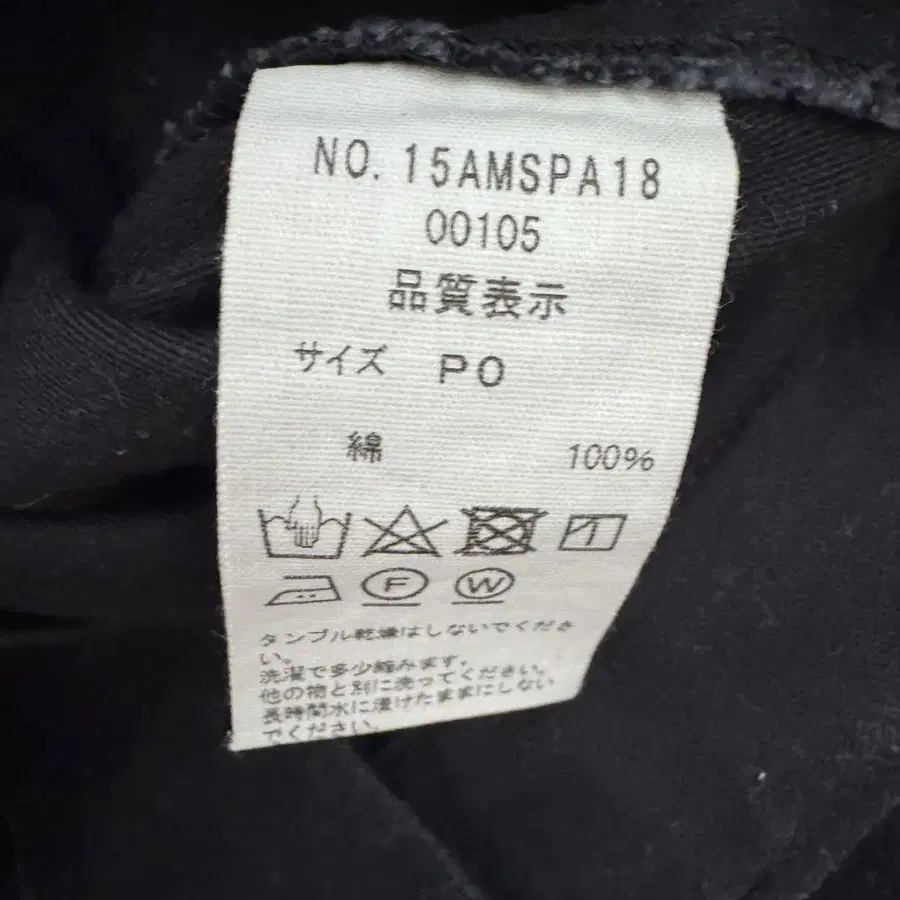 NO. 15AMSPA18
00105
品質表示
サイズ PO
綿 100%
F W
タンブル乾燥はしないでくださ
い。
洗濯で多少縮みます。
他の物と別に洗ってください。
長時間水に浸けたままにしない
でください。